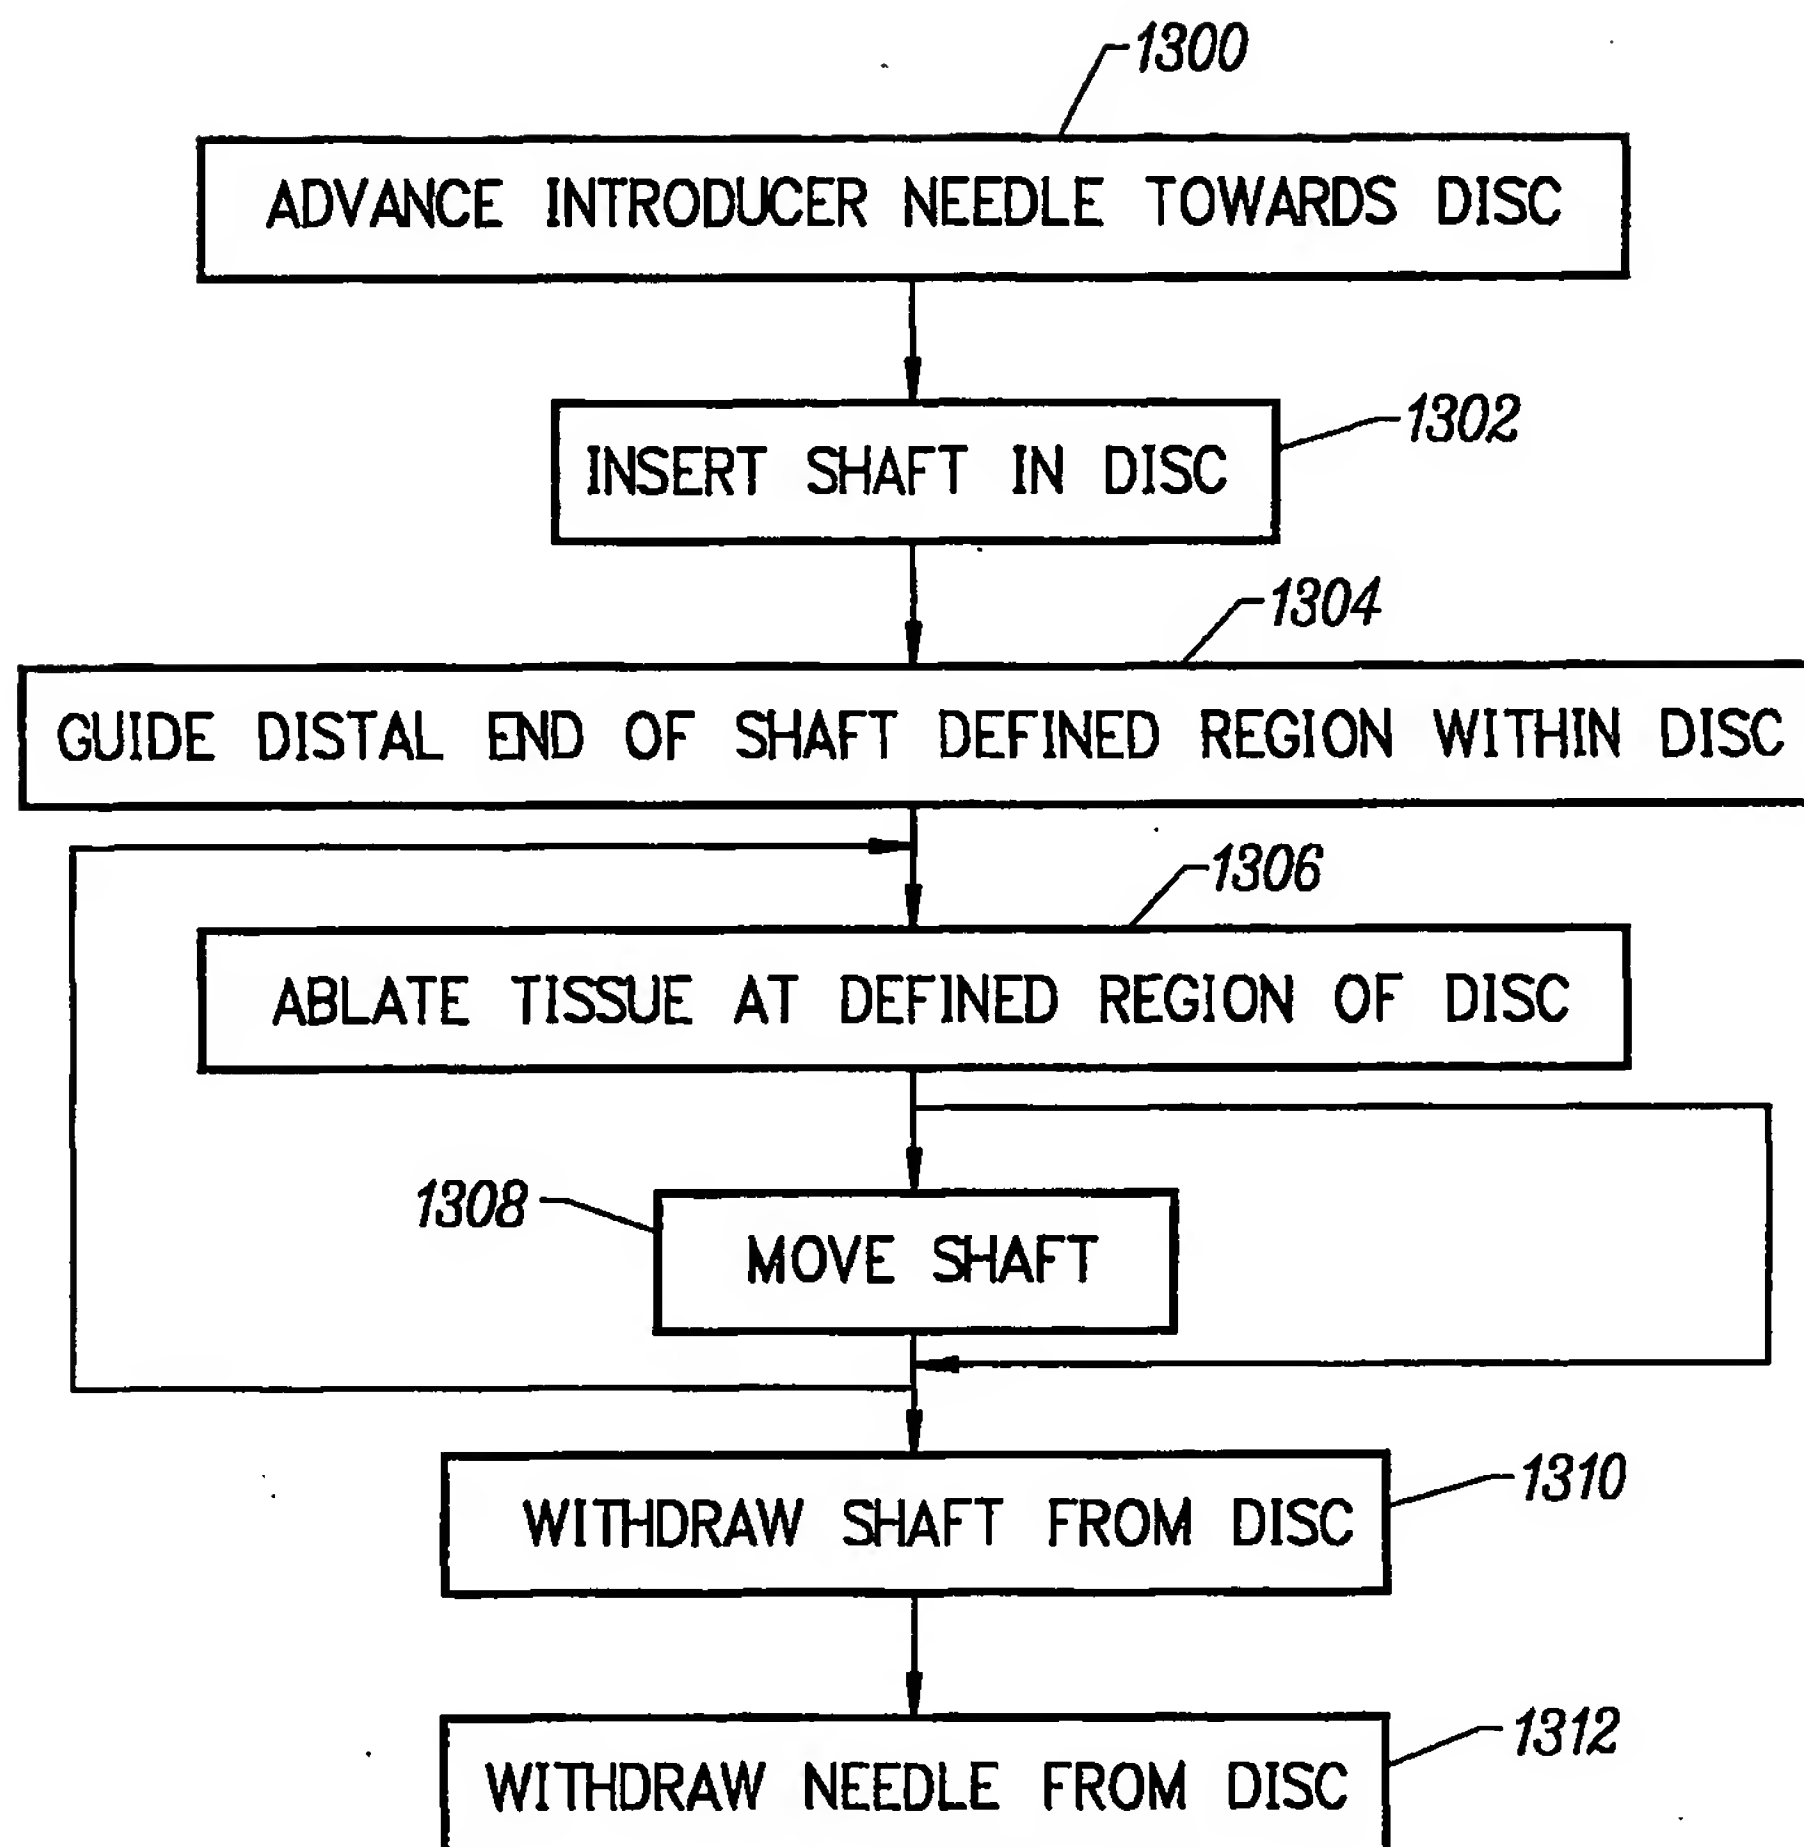 1300
ADVANCE INTRODUCER NEEDLE TOWARDS DISC
1302
INSERT SHAFT IN DISC
1304
GUIDE DISTAL END OF SHAFT DEFINED REGION WITHIN DISC
1306
ABLATE TISSUE AT DEFINED REGION OF DISC
1308
MOVE SHAFT
1310
WITHDRAW SHAFT FROM DISC
1312
WITHDRAW NEEDLE FROM DISC